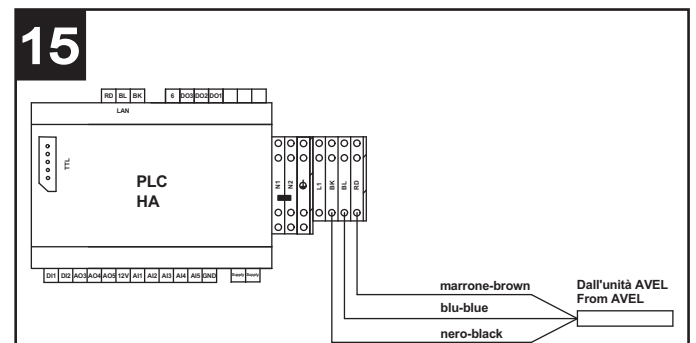 15
RD BL BK 6 DO3 DO2 DO1
LAN
TTL
PLC
HA
N1 N2 L1 BK BL RD
DI1 DI2 AO3 AO4 AO5 12V AI1 AI2 AI3 AI4 AI5 GND Supply Supply
marrone-brown
blu-blue
nero-black
Dall'unità AVEL
From AVEL